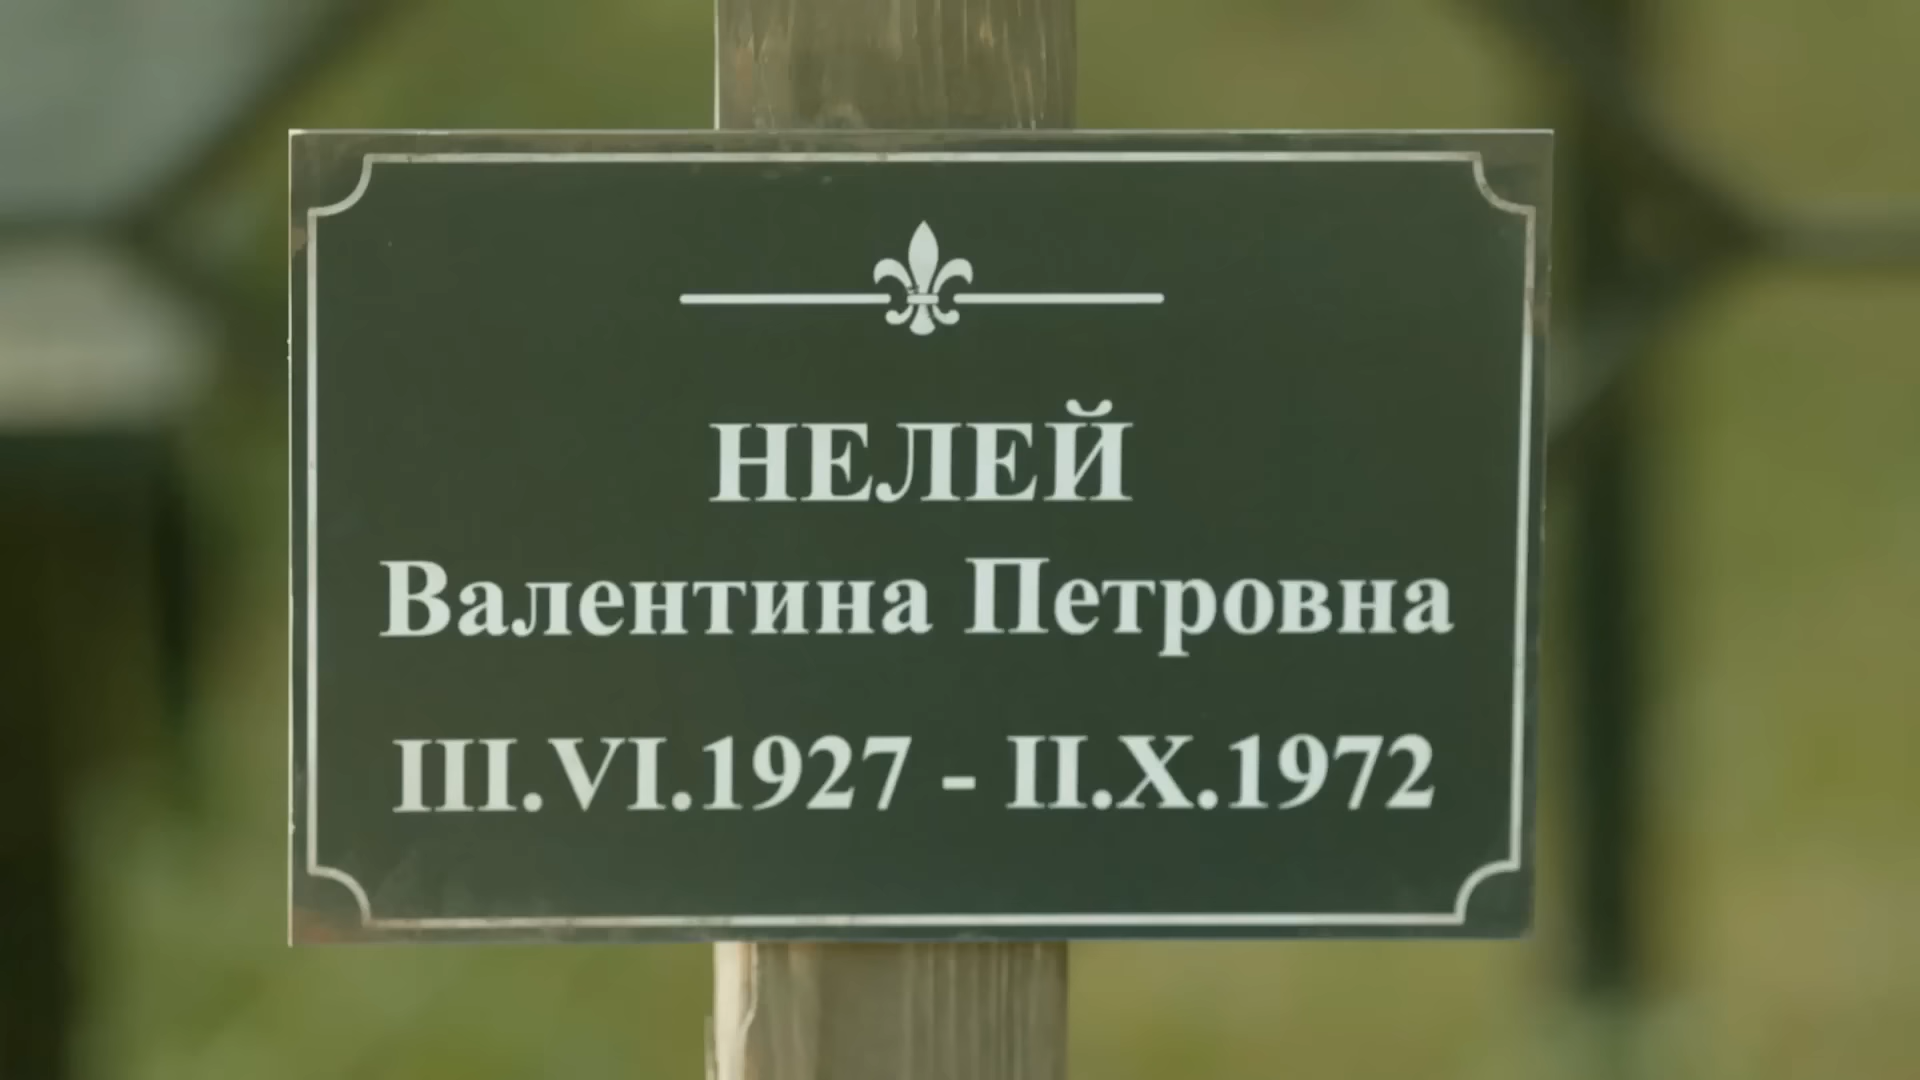 НЕЛЕЙ
Валентина Петровна
III.VI.1927 - II.X.1972